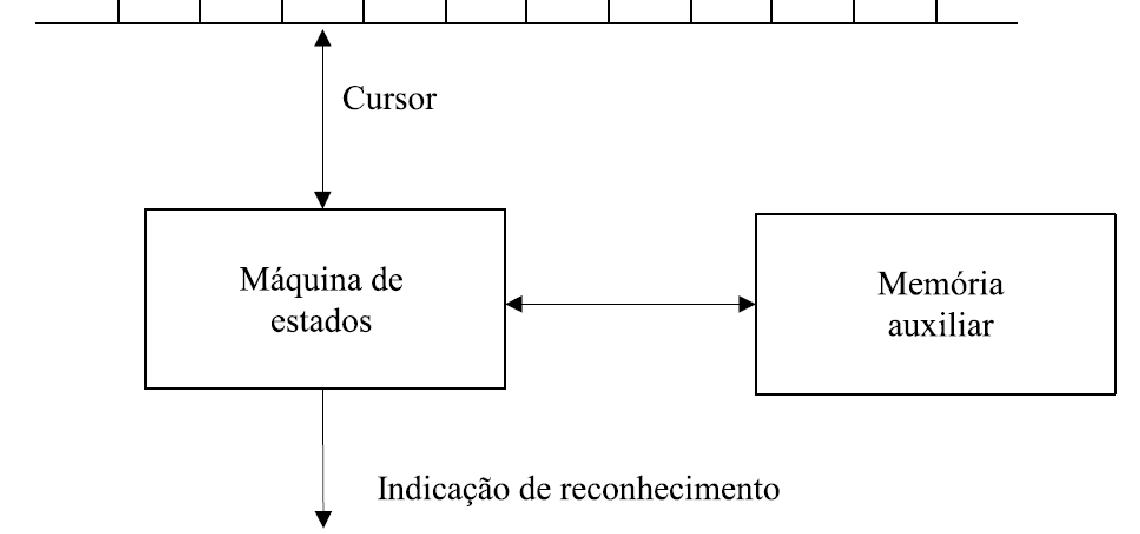 Cursor
Máquina de
estados
Memória
auxiliar
Indicação de reconhecimento